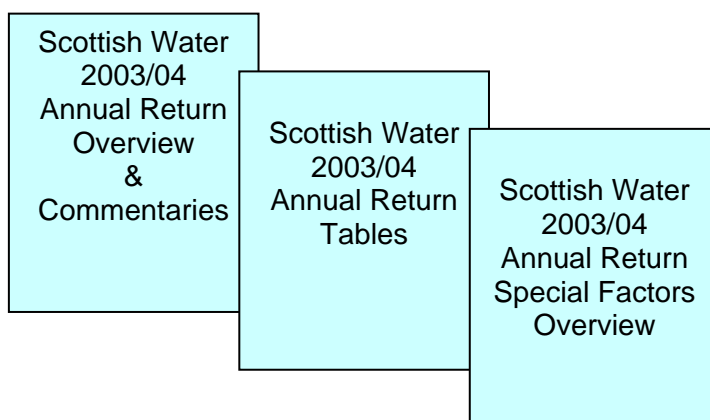 Scottish Water
2003/04
Annual Return
Overview
&
Commentaries
Scottish Water
2003/04
Annual Return
Tables
Scottish Water
2003/04
Annual Return
Special Factors
Overview